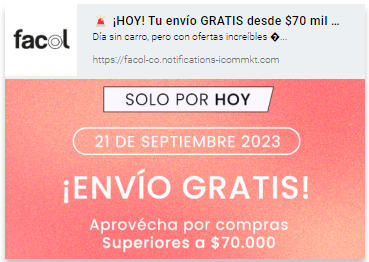 facol
🚨 ¡HOY! Tu envío GRATIS desde $70 mil ...
Día sin carro, pero con ofertas increíbles �...
https://facol-co.notifications-icommkt.com
SOLO POR HOY
21 DE SEPTIEMBRE 2023
¡ENVÍO GRATIS!
Aprovécha por compras
Superiores a $70.000